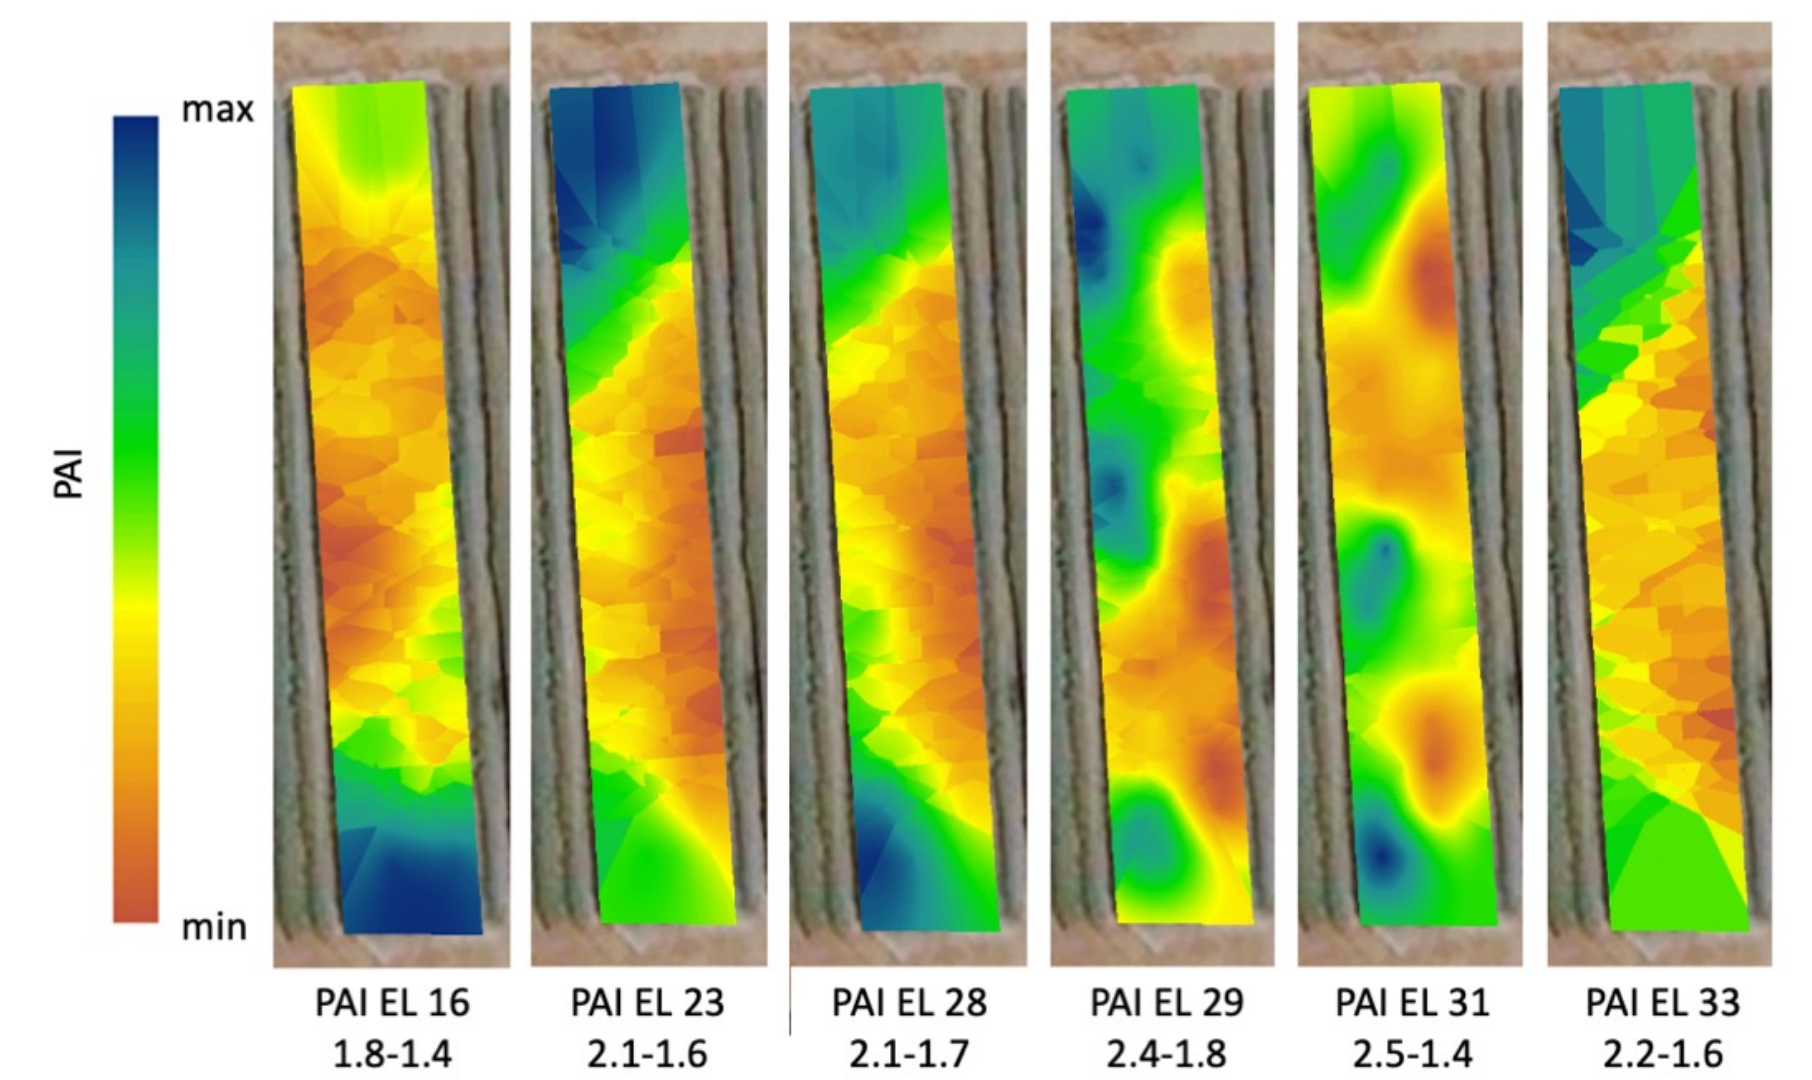 max
PAI
min
PAI EL 16
1.8-1.4
PAI EL 23
2.1-1.6
PAI EL 28
2.1-1.7
PAI EL 29
2.4-1.8
PAI EL 31
2.5-1.4
PAI EL 33
2.2-1.6